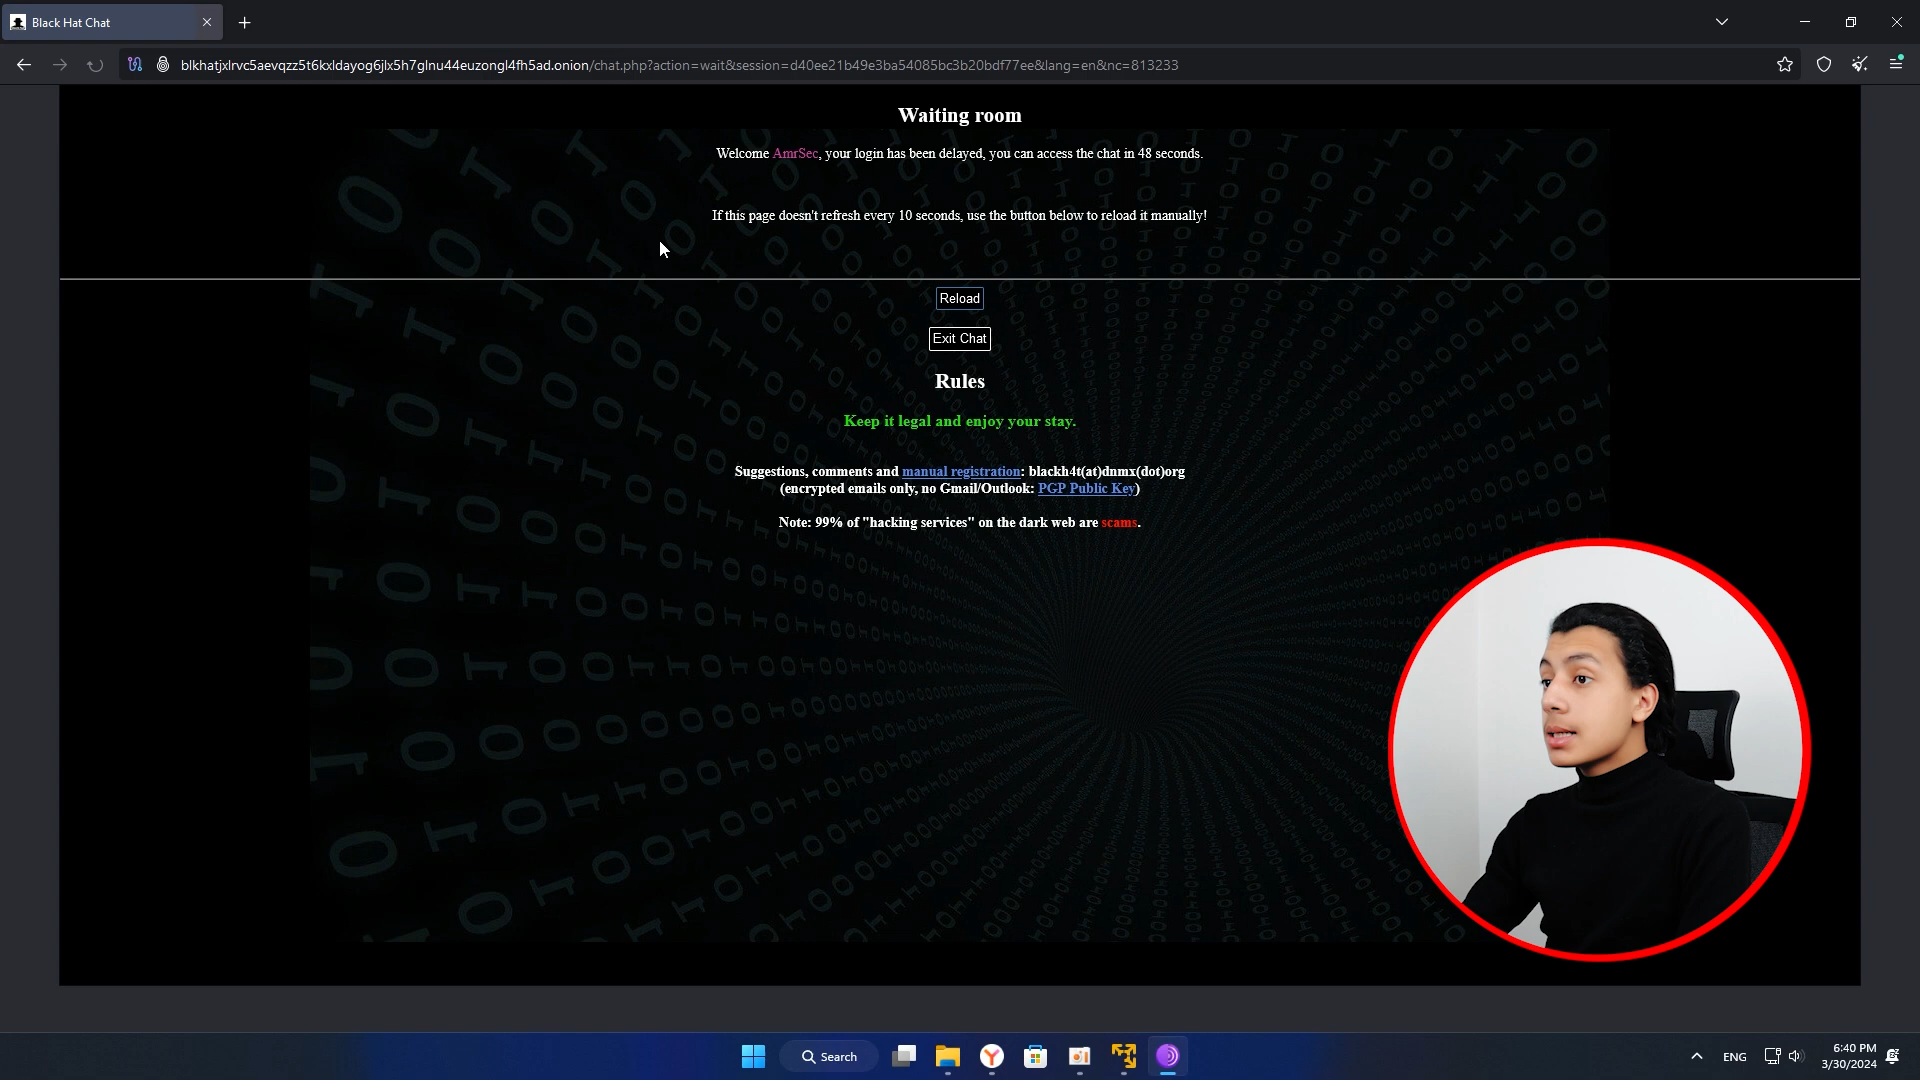 Black Hat Chat
blkhatjxlrvc5aevqzz5t6kxldayog6jlx5h7glnu44euzongl4fh5ad.onion/chat.php?action=wait&session=d40ee21b49e3ba54085bc3b20bdf77ee&lang=en&nc=813233
Waiting room
Welcome AmrSec, your login has been delayed, you can access the chat in 48 seconds.
If this page doesn't refresh every 10 seconds, use the button below to reload it manually!
Reload
Exit Chat
Rules
Keep it legal and enjoy your stay.
Suggestions, comments and manual registration: blackh4t(at)dnmx(dot)org
(encrypted emails only, no Gmail/Outlook: PGP Public Key)
Note: 99% of "hacking services" on the dark web are scams.
Search
ENG
6:40 PM
3/30/2024